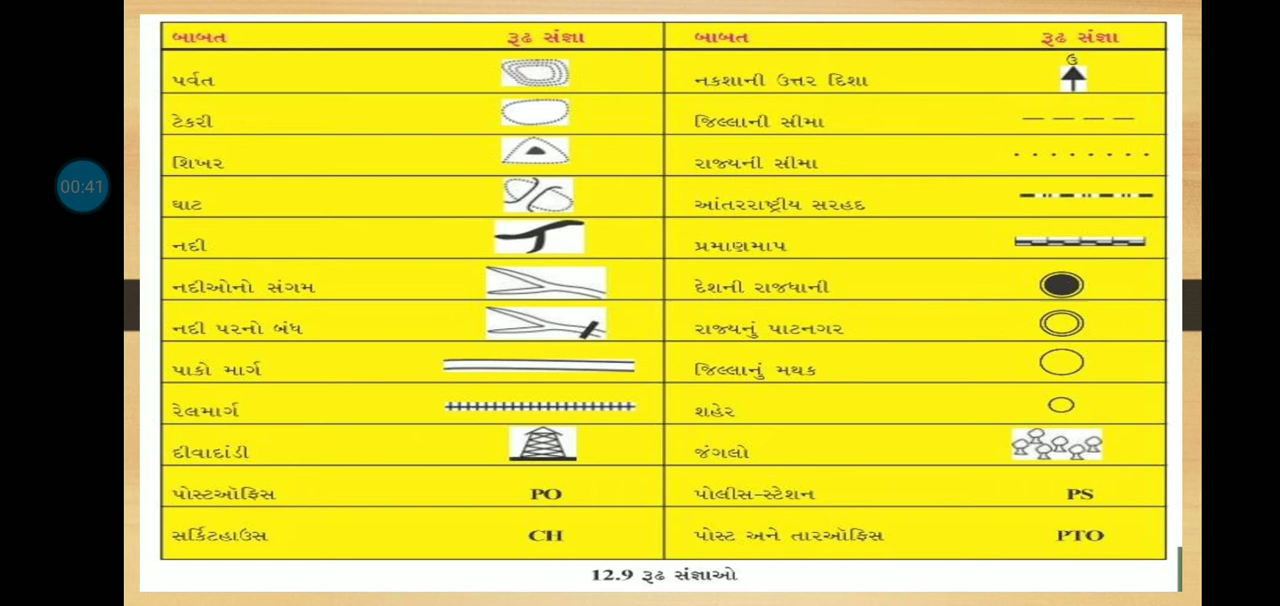 બાબત રૂઢ સંજ્ઞા બાબત રૂઢ સંજ્ઞા
ઉ
પર્વત નકશાની ઉત્તર દિશા
ટેકરી જિલ્લાની સીમા
00:41
શિખર રાજ્યની સીમા
ઘાટ આંતરરાષ્ટ્રીય સરહદ
નદી પ્રમાણમાપ
નદીઓનો સંગમ દેશની રાજધાની
નદી પરનો બંધ રાજ્યનું પાટનગર
પાકો માર્ગ જિલ્લાનું મથક
રેલમાર્ગ શહેર
દીવાદાંડી જંગલો
પોસ્ટઑફિસ PO પોલીસ-સ્ટેશન PS
સર્કિટહાઉસ CH પોસ્ટ અને તારઑફિસ PTO
12.9 રૂઢ સંજ્ઞાઓ